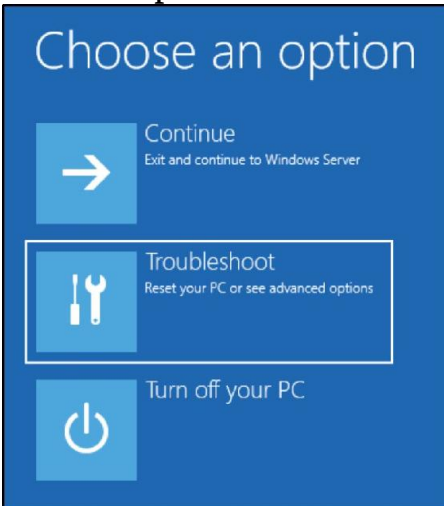 Choose an option
Continue
Exit and continue to Windows Server
Troubleshoot
Reset your PC or see advanced options
Turn off your PC